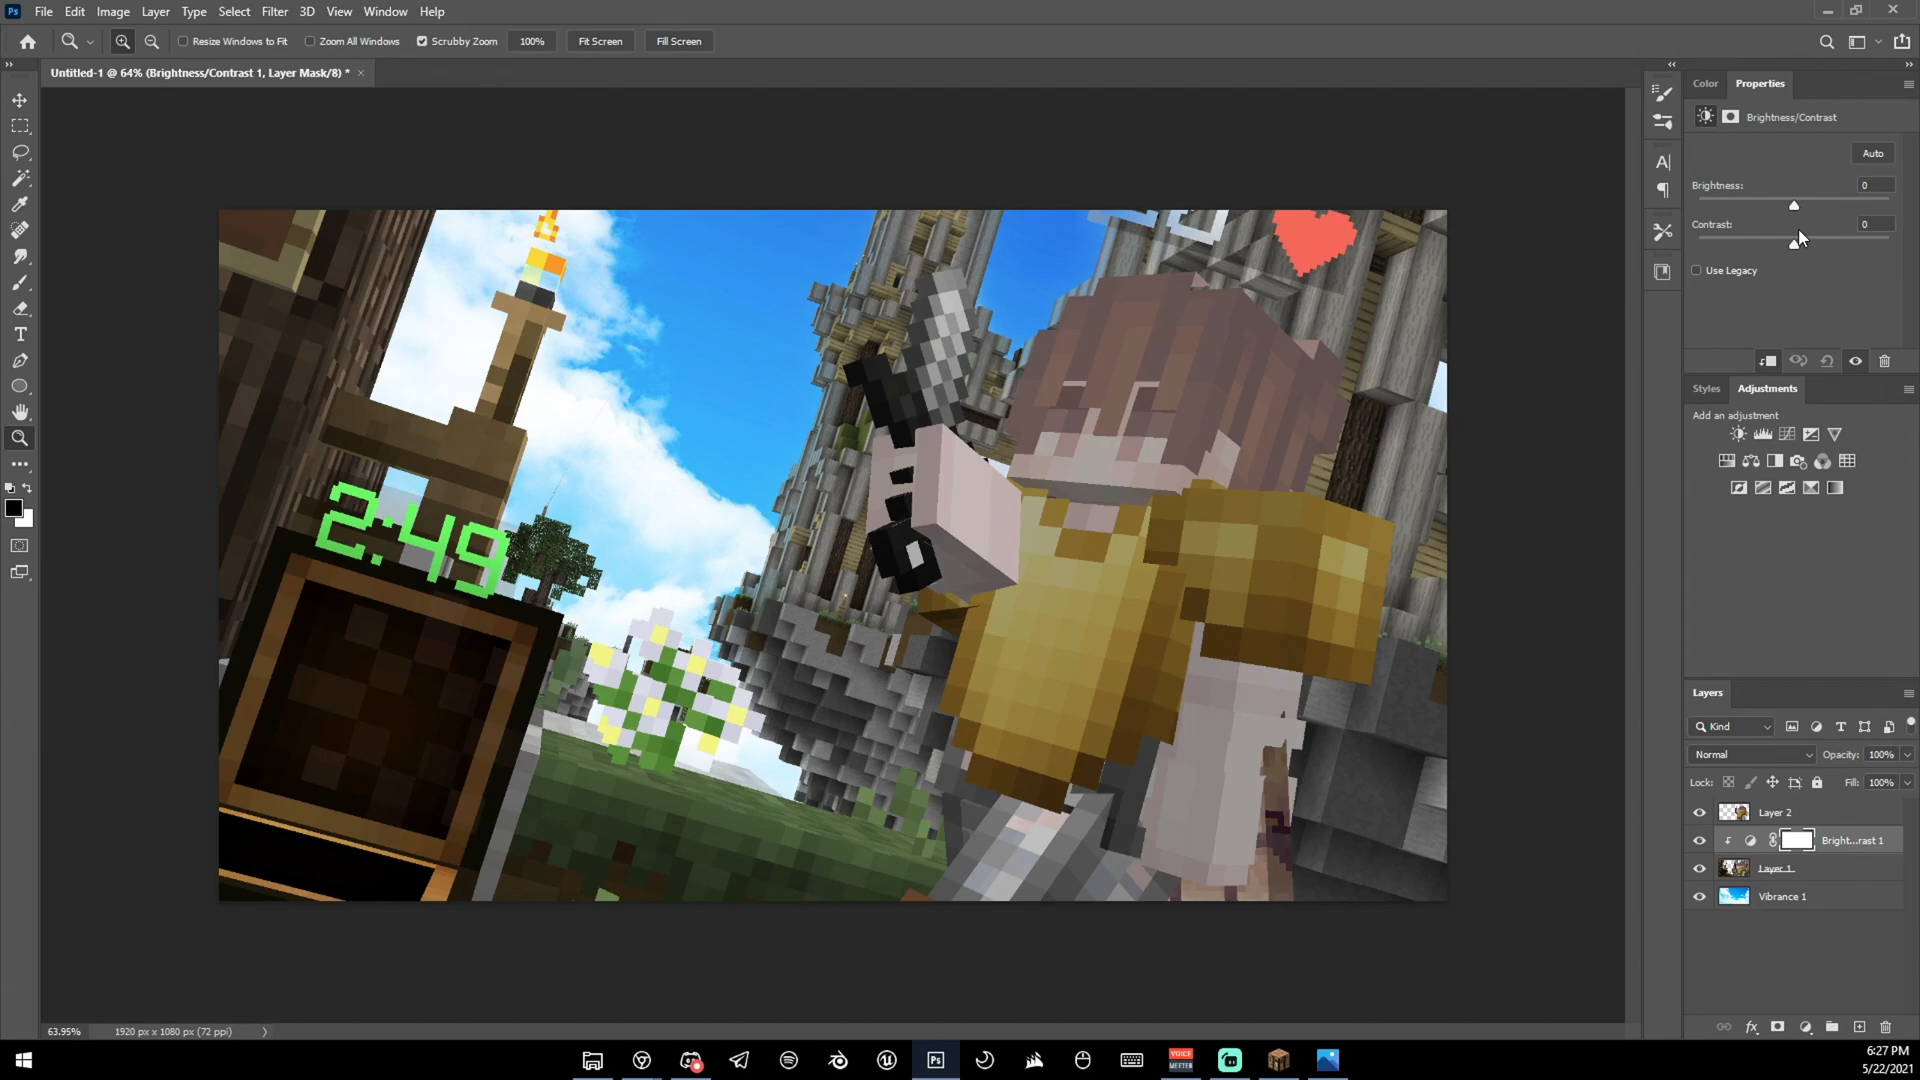 Ps File Edit Image Layer Type Select Filter 3D View Window Help
Resize Windows to Fit Zoom All Windows Scrubby Zoom 100% Fit Screen Fill Screen
Untitled-1 @ 64% (Brightness/Contrast 1, Layer Mask/8) * ×
Color Properties
Brightness/Contrast
Auto
Brightness: 0
Contrast: 0
Use Legacy
Styles Adjustments
Add an adjustment
2:49
Layers
Kind
Normal Opacity: 100%
Lock: Fill: 100%
Layer 2
Bright...rast 1
Layer 1
Vibrance 1
63.95% 1920 px x 1080 px (72 ppi)
Ps
VOICE
MEETER
6:27 PM
5/22/2021